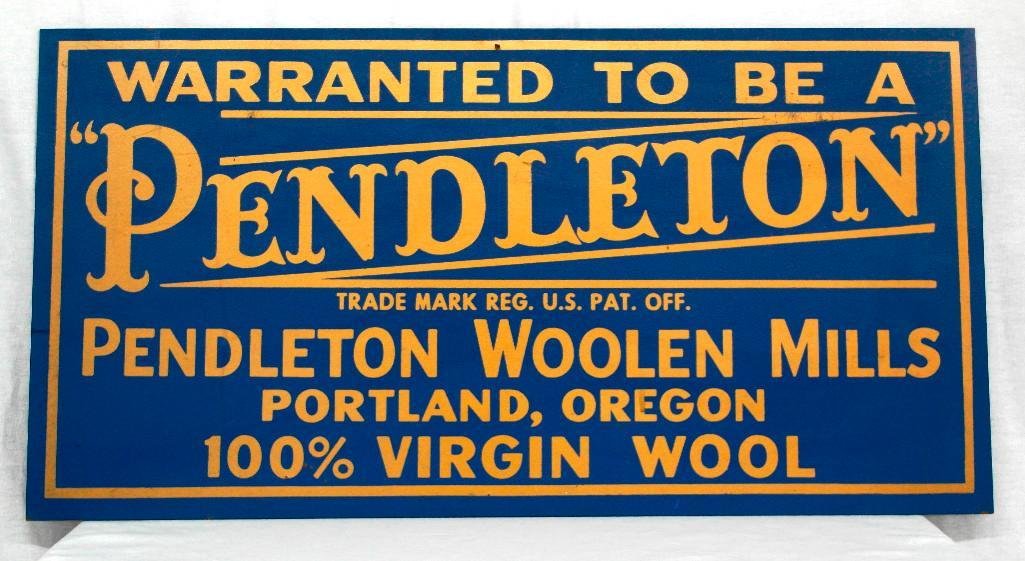 WARRANTED TO BE A
"PENDLETON"
TRADE MARK REG. U.S. PAT. OFF.
PENDLETON WOOLEN MILLS
PORTLAND, OREGON
100% VIRGIN WOOL